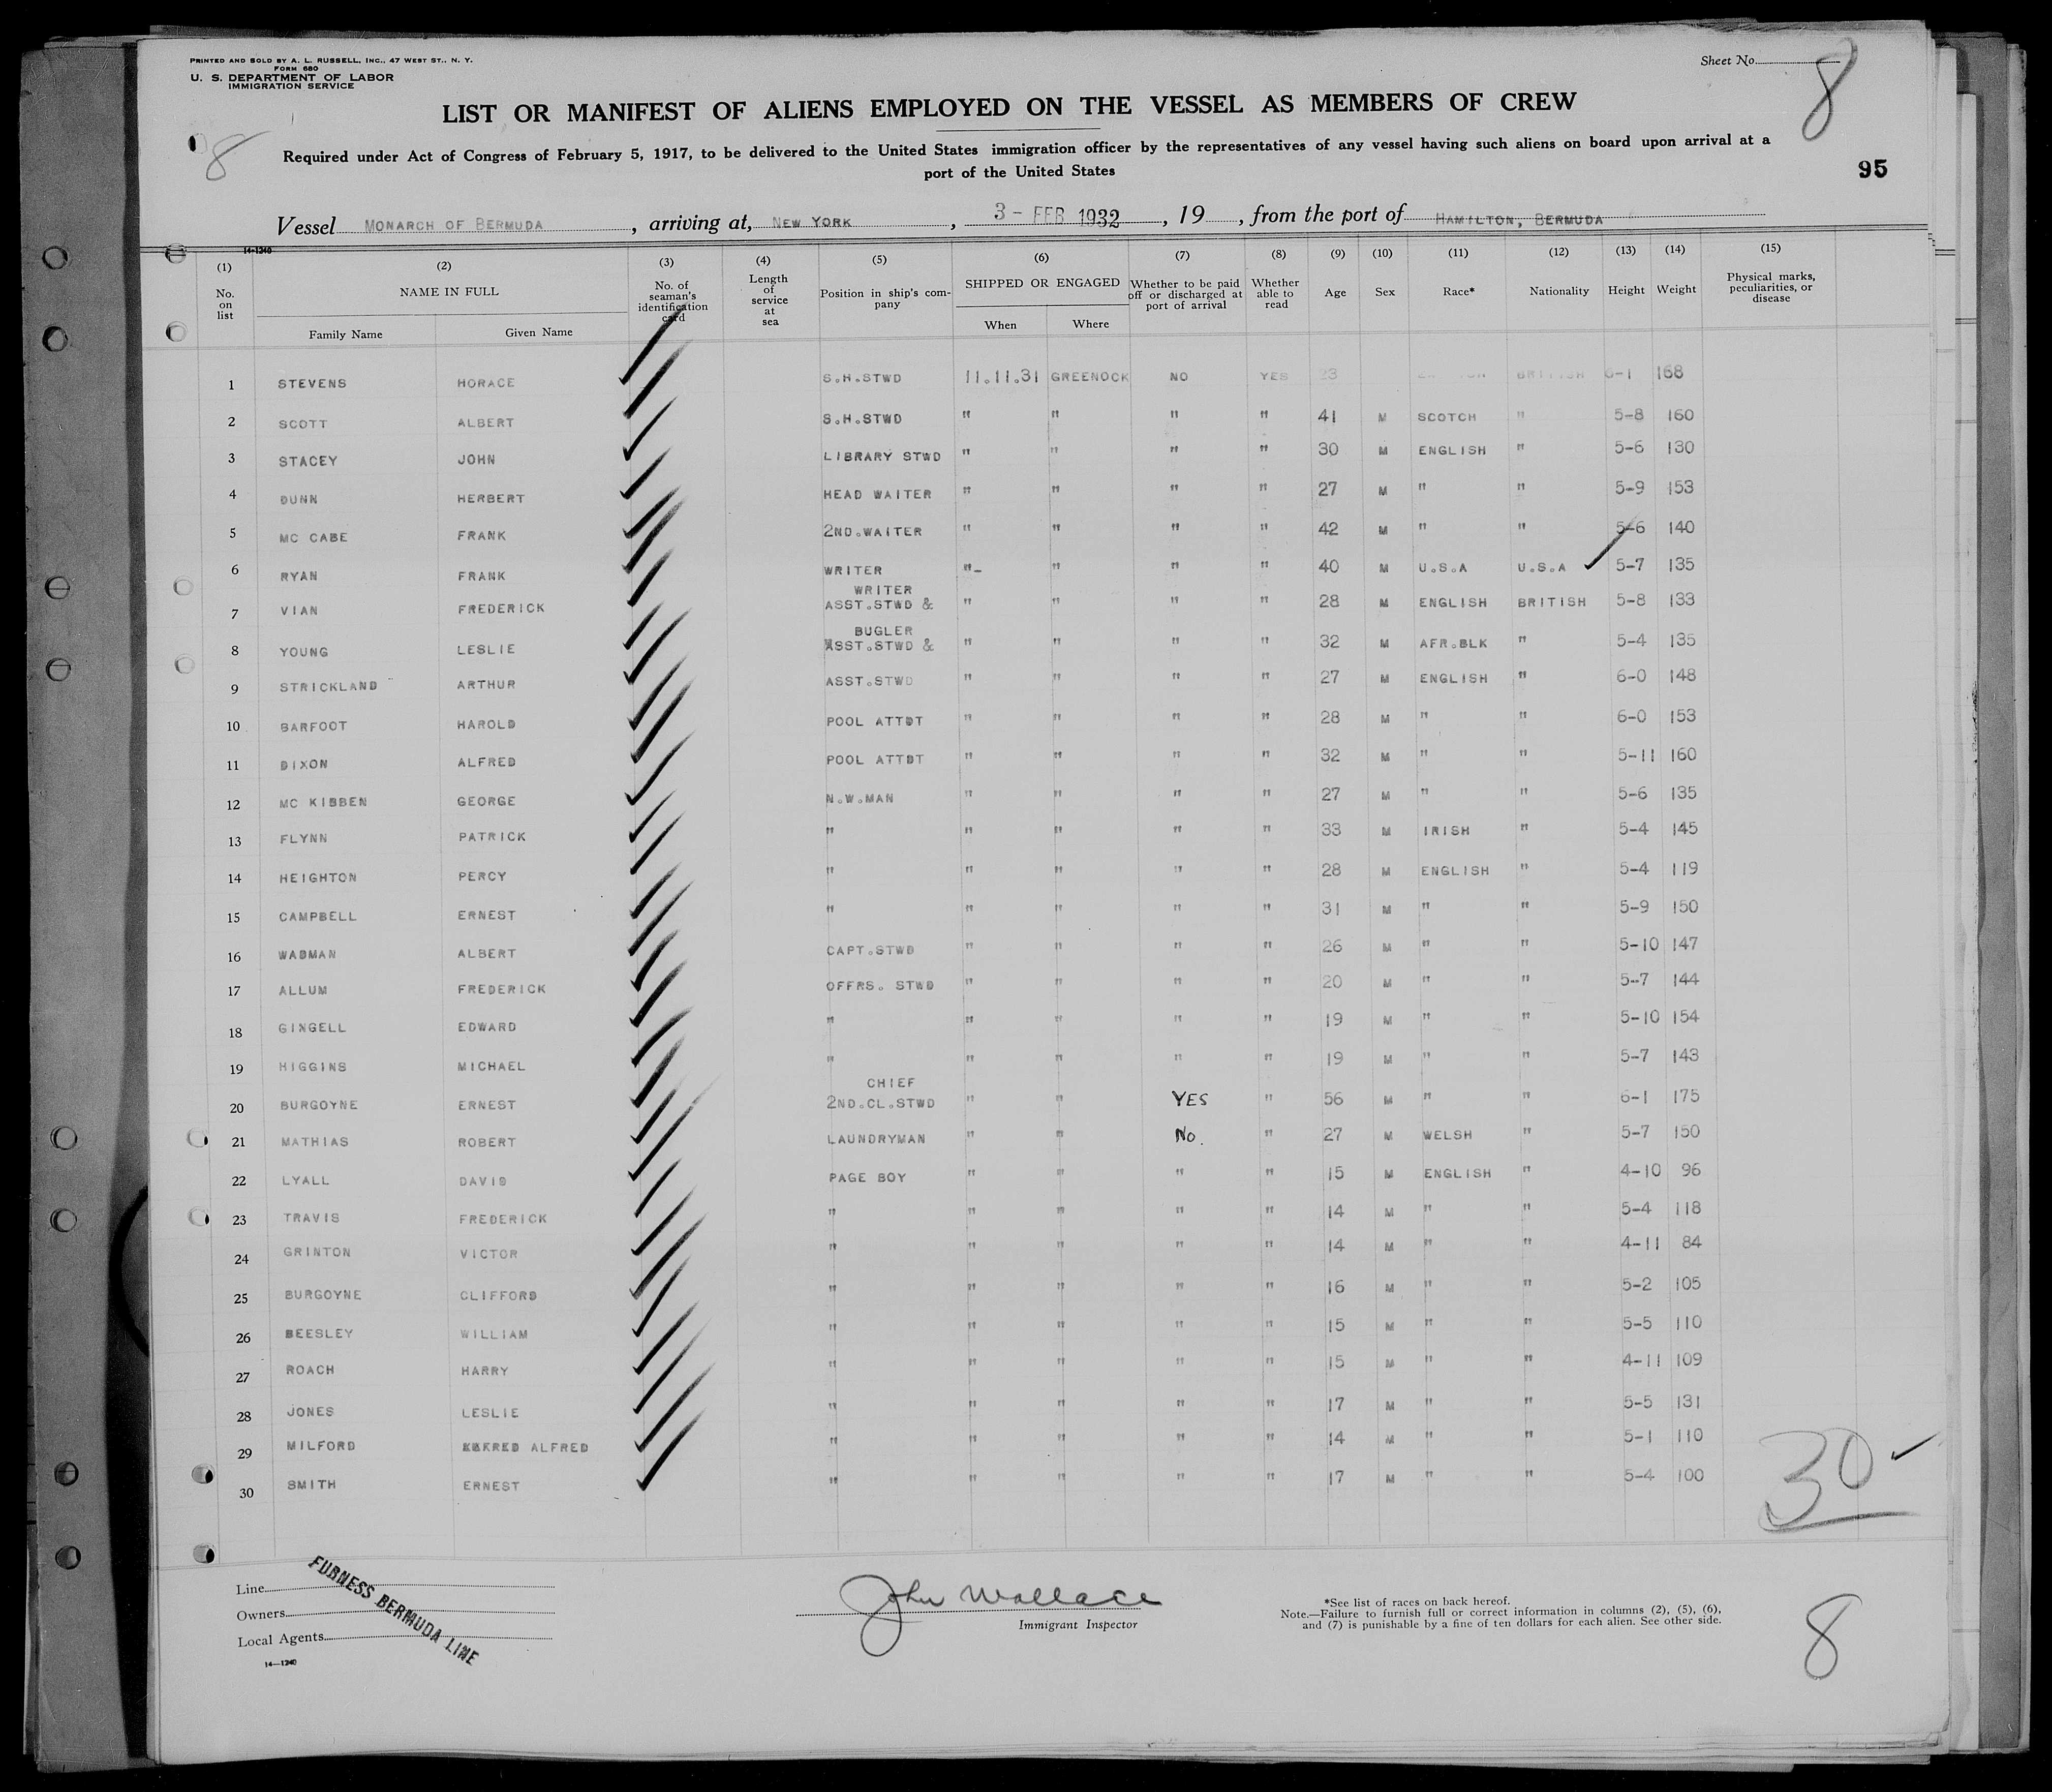 PRINTED AND SOLD BY A. L. RUSSELL, INC., 47 WEST ST., N. Y.
FORM 680
U. S. DEPARTMENT OF LABOR
IMMIGRATION SERVICE
Sheet No. 8
LIST OR MANIFEST OF ALIENS EMPLOYED ON THE VESSEL AS MEMBERS OF CREW
8
Required under Act of Congress of February 5, 1917, to be delivered to the United States immigration officer by the representatives of any vessel having such aliens on board upon arrival at a
port of the United States
95
Vessel MONARCH OF BERMUDA, arriving at, NEW YORK, 3 - FEB 1932, 19, from the port of HAMILTON, BERMUDA
14-1240
(1) (2) (3) (4) (5) (6) (7) (8) (9) (10) (11) (12) (13) (14) (15)
No. on list NAME IN FULL Family Name Given Name No. of seaman's identification card Length of service at sea Position in ship's company SHIPPED OR ENGAGED When Where Whether to be paid off or discharged at port of arrival Whether able to read Age Sex Race* Nationality Height Weight Physical marks, peculiarities, or disease
1 STEVENS HORACE S.H.STWD 11.11.31 GREENOCK NO YES 23 BRITISH 6-1 168
2 SCOTT ALBERT S.H.STWD " " " " 41 M SCOTCH " 5-8 160
3 STACEY JOHN LIBRARY STWD " " " " 30 M ENGLISH " 5-6 130
4 DUNN HERBERT HEAD WAITER " " " " 27 M " " 5-9 153
5 MC CABE FRANK 2ND.WAITER " " " " 42 M " " 5-6 140
6 RYAN FRANK WRITER "- " " " 40 M U.S.A U.S.A 5-7 135
WRITER
7 VIAN FREDERICK ASST.STWD & " " " " 28 M ENGLISH BRITISH 5-8 133
BUGLER
8 YOUNG LESLIE ASST.STWD & " " " " 32 M AFR.BLK " 5-4 135
9 STRICKLAND ARTHUR ASST.STWD " " " " 27 M ENGLISH " 6-0 148
10 BARFOOT HAROLD POOL ATTDT " " " " 28 M " " 6-0 153
11 DIXON ALFRED POOL ATTDT " " " " 32 M " " 5-11 160
12 MC KIBBEN GEORGE N.W.MAN " " " " 27 M " " 5-6 135
13 FLYNN PATRICK " " " " " 33 M IRISH " 5-4 145
14 HEIGHTON PERCY " " " " " 28 M ENGLISH " 5-4 119
15 CAMPBELL ERNEST " " " " " 31 M " " 5-9 150
16 WADMAN ALBERT CAPT.STWD " " " " 26 M " " 5-10 147
17 ALLUM FREDERICK OFFRS. STWD " " " " 20 M " " 5-7 144
18 GINGELL EDWARD " " " " " 19 M " " 5-10 154
19 HIGGINS MICHAEL " " " " " 19 M " " 5-7 143
CHIEF
20 BURGOYNE ERNEST 2ND.CL.STWD " " YES " 56 M " " 6-1 175
21 MATHIAS ROBERT LAUNDRYMAN " " No. " 27 M WELSH " 5-7 150
22 LYALL DAVID PAGE BOY " " " " 15 M ENGLISH " 4-10 96
23 TRAVIS FREDERICK " " " " " 14 M " " 5-4 118
24 GRINTON VICTOR " " " " " 14 M " " 4-11 84
25 BURGOYNE CLIFFORD " " " " " 16 M " " 5-2 105
26 BEESLEY WILLIAM " " " " " 15 M " " 5-5 110
27 ROACH HARRY " " " " " 15 M " " 4-11 109
28 JONES LESLIE " " " " " 17 M " " 5-5 131
29 MILFORD ALFRED " " " " " 14 M " " 5-1 110
30 SMITH ERNEST " " " " " 17 M " " 5-4 100
30
Line
Owners
Local Agents
FURNESS BERMUDA LINE
14-1240
John Wallace
Immigrant Inspector
*See list of races on back hereof.
Note.—Failure to furnish full or correct information in columns (2), (5), (6),
and (7) is punishable by a fine of ten dollars for each alien. See other side.
8